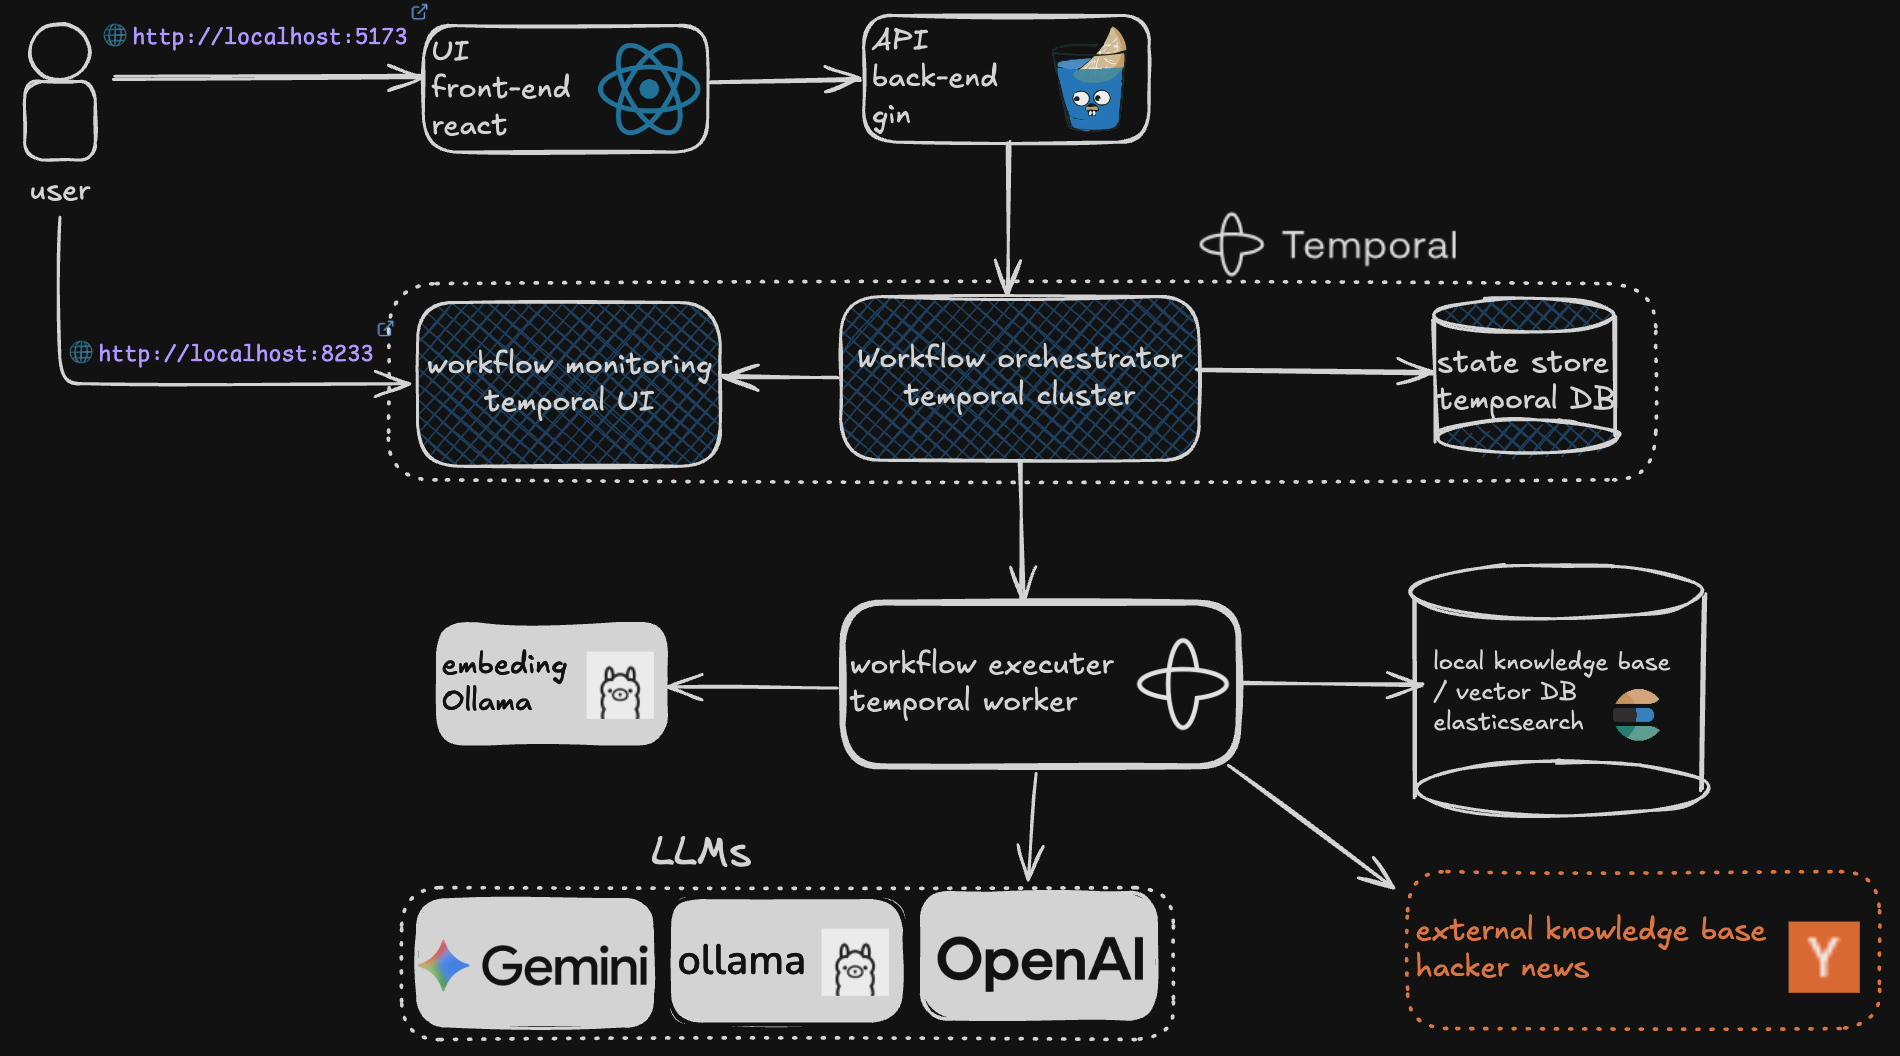 http://localhost:5173
UI
front-end
react
API
back-end
gin
user
Temporal
http://localhost:8233
workflow monitoring
temporal UI
Workflow orchestrator
temporal cluster
state store
temporal DB
embeding
Ollama
workflow executer
temporal worker
local knowledge base
/ vector DB
elasticsearch
LLMs
Gemini
ollama
OpenAI
external knowledge base
hacker news
Y